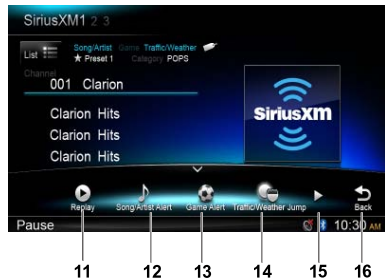 SiriusXM1 2 3
List
Song/Artist Game Traffic/Weather
★ Preset 1 Category POPS
Channel
001 Clarion
Clarion Hits
Clarion Hits
Clarion Hits
SiriusXM
Replay Song/Artist Alert Game Alert Traffic/Weather Jump Back
Pause 10:30 AM
11 12 13 14 15 16